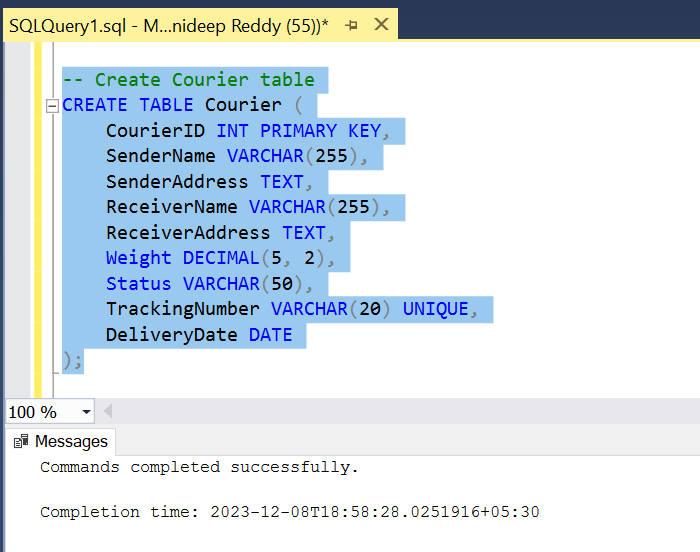 SQLQuery1.sql - M...nideep Reddy (55))*
-- Create Courier table
CREATE TABLE Courier (
CourierID INT PRIMARY KEY,
SenderName VARCHAR(255),
SenderAddress TEXT,
ReceiverName VARCHAR(255),
ReceiverAddress TEXT,
Weight DECIMAL(5, 2),
Status VARCHAR(50),
TrackingNumber VARCHAR(20) UNIQUE,
DeliveryDate DATE
);
100 %
Messages
Commands completed successfully.
Completion time: 2023-12-08T18:58:28.0251916+05:30